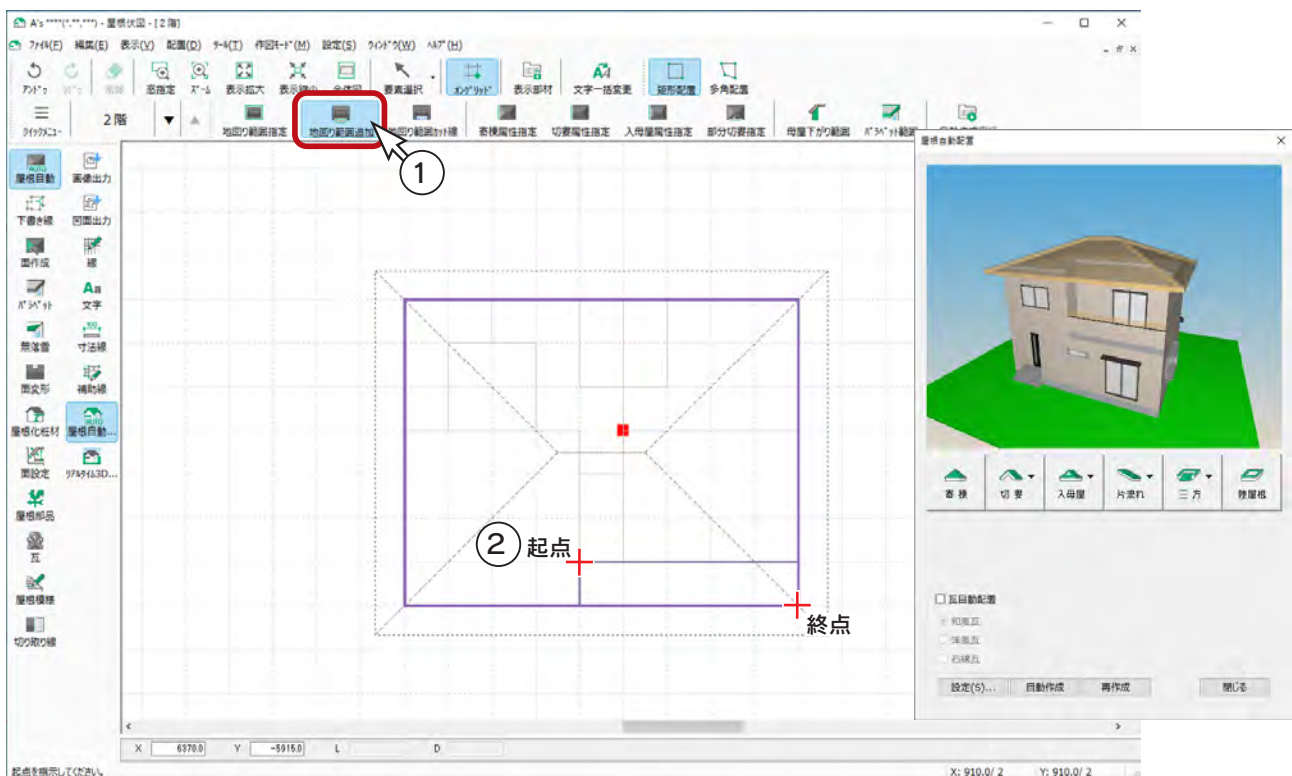 A's ****(*.**.***) - 屋根伏図 - [2 階]
ﾌｧｲﾙ(E) 編集(E) 表示(V) 配置(D) ﾂｰﾙ(T) 作図ﾓｰﾄﾞ(M) 設定(S) ｳｨﾝﾄﾞｳ(W) ﾍﾙﾌﾟ(H)
ｱﾝﾄﾞｩ 窓指定 ｽﾞｰﾑ 表示拡大 表示縮小 全体図 要素選択 ｵﾝｸﾞﾘｯﾄﾞ 表示部材 文字一括変更 矩形配置 多角配置
ｸｲｯｸﾒﾆｭｰ 2階 ▼ ▲ 地回り範囲指定 地回り範囲追加 地回り範囲ｶｯﾄ線 寄棟属性指定 切妻属性指定 入母屋属性指定 部分切妻指定 母屋下がり範囲 ﾊﾟﾗﾍﾟｯﾄ範囲
①
屋根自動 画像出力
下書き線 図面出力
面作成 線
ﾊﾟﾗﾍﾟｯﾄ 文字
無落雪 寸法線
面変形 補助線
屋根化粧材 屋根自動...
面設定 ﾘｱﾙﾀｲﾑ3D...
屋根部品
瓦
屋根模様
切り取り線
② 起点
終点
屋根自動配置
寄棟 切妻 入母屋 片流れ 三方 陸屋根
瓦自動配置
和風瓦
洋風瓦
石綿瓦
設定(S)... 自動作成 再作成 閉じる
X 6370.0 Y -5915.0 L D
起点を指示してください。 X: 910.0/ 2 Y: 910.0/ 2